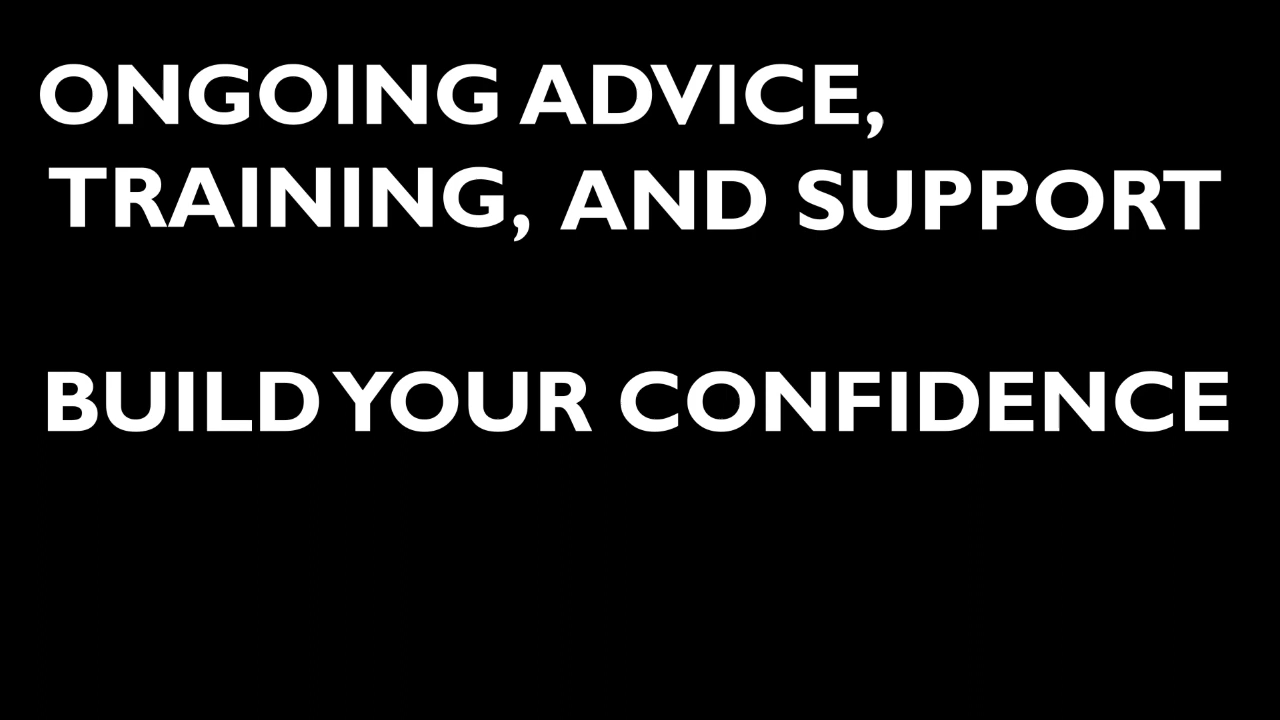 ONGOING ADVICE,
TRAINING, AND SUPPORT
BUILD YOUR CONFIDENCE